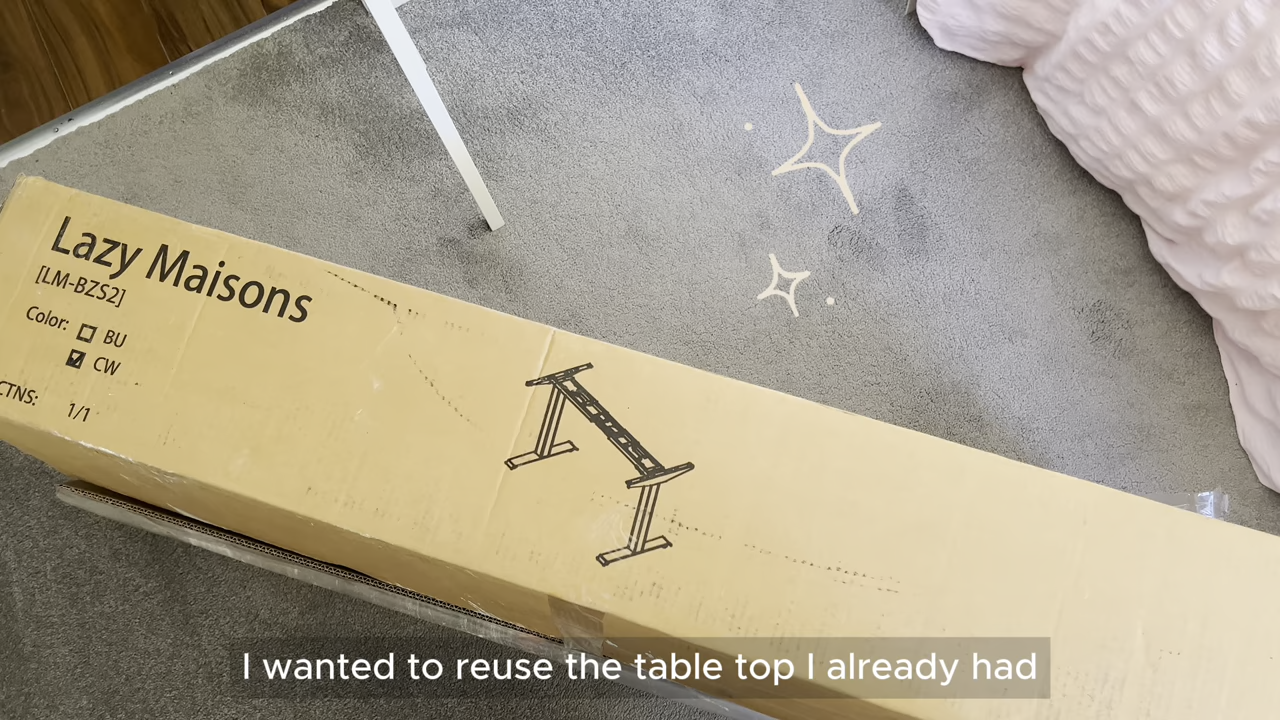 Lazy Maisons
[LM-BZS2]
Color: BU
CW
CTNS: 1/1
I wanted to reuse the table top I already had